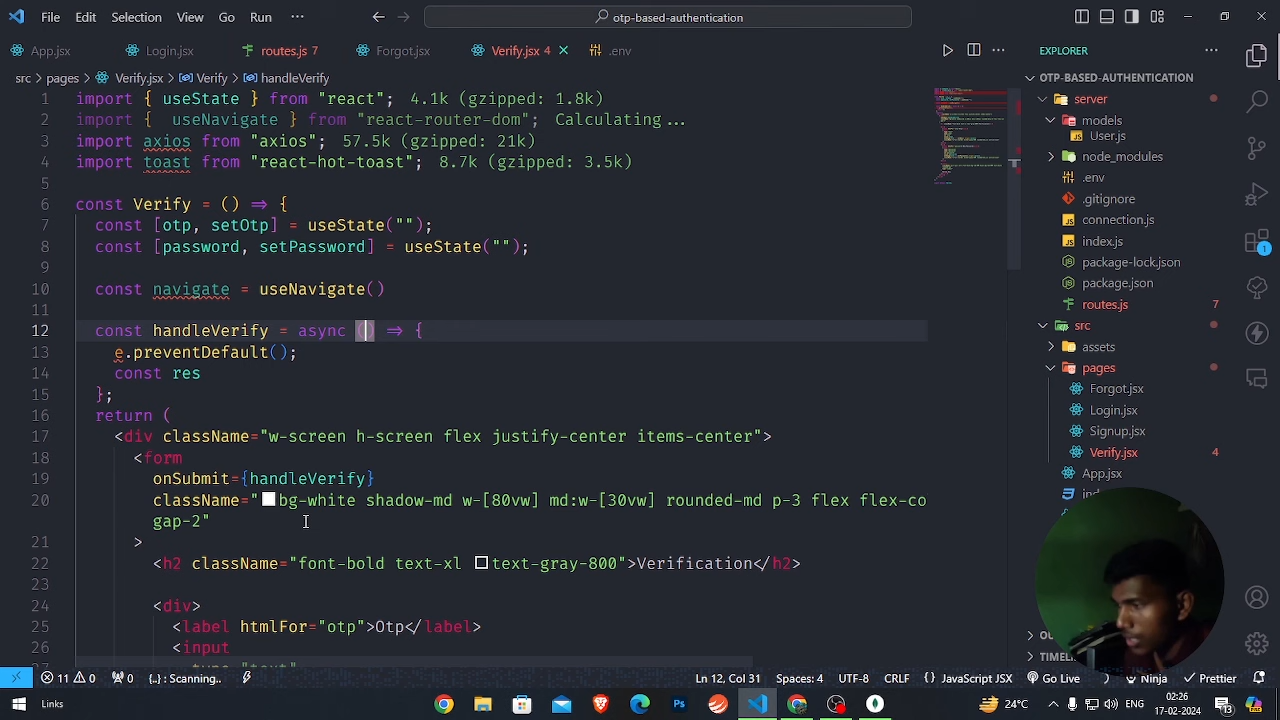 File Edit Selection View Go Run ...
otp-based-authentication
App.jsx Login.jsx routes.js 7 Forgot.jsx Verify.jsx 4 .env
src > pages > Verify.jsx > Verify > handleVerify
1 import { useState } from "react"; 4.1k (gzipped: 1.8k)
2 import { useNavigate } from "react-router-dom"; calculating...
3 import axios from
4 import toast from "react-hot-toast"; 8.7k (gzipped: 3.5k)
5
6 const Verify = () => {
7 const [otp, setOtp] = useState("");
8 const [password, setPassword] = useState("");
9
10 const navigate = useNavigate()
11
12 const handleVerify = async () => {
13 e.preventDefault();
14 const res
15 };
16 return (
17 <div className="w-screen h-screen flex justify-center items-center">
18 <form
19 onSubmit={handleVerify}
20 className="bg-white shadow-md w-[80vw] md:w-[30vw] rounded-md p-3 flex flex-co
gap-2"
21 >
22 <h2 className="font-bold text-xl text-gray-800">Verification</h2>
23
24 <div>
25 <label htmlFor="otp">Otp</label>
26 <input
EXPLORER
OTP-BASED-AUTHENTICATION
server
models
User.js
node_modules
.env
.gitignore
connection.js
index.js
package-lock.json
package.json
routes.js 7
src
assets
pages
Forgot.jsx
Login.jsx
Signup.jsx
Verify.jsx 4
App.jsx
TIMELINE
11 0 0 {..} : Scanning.. Ln 12, Col 31 Spaces: 4 UTF-8 CRLF {} JavaScript JSX Go Live Ninja Prettier
Links 24°C ENG 02:26